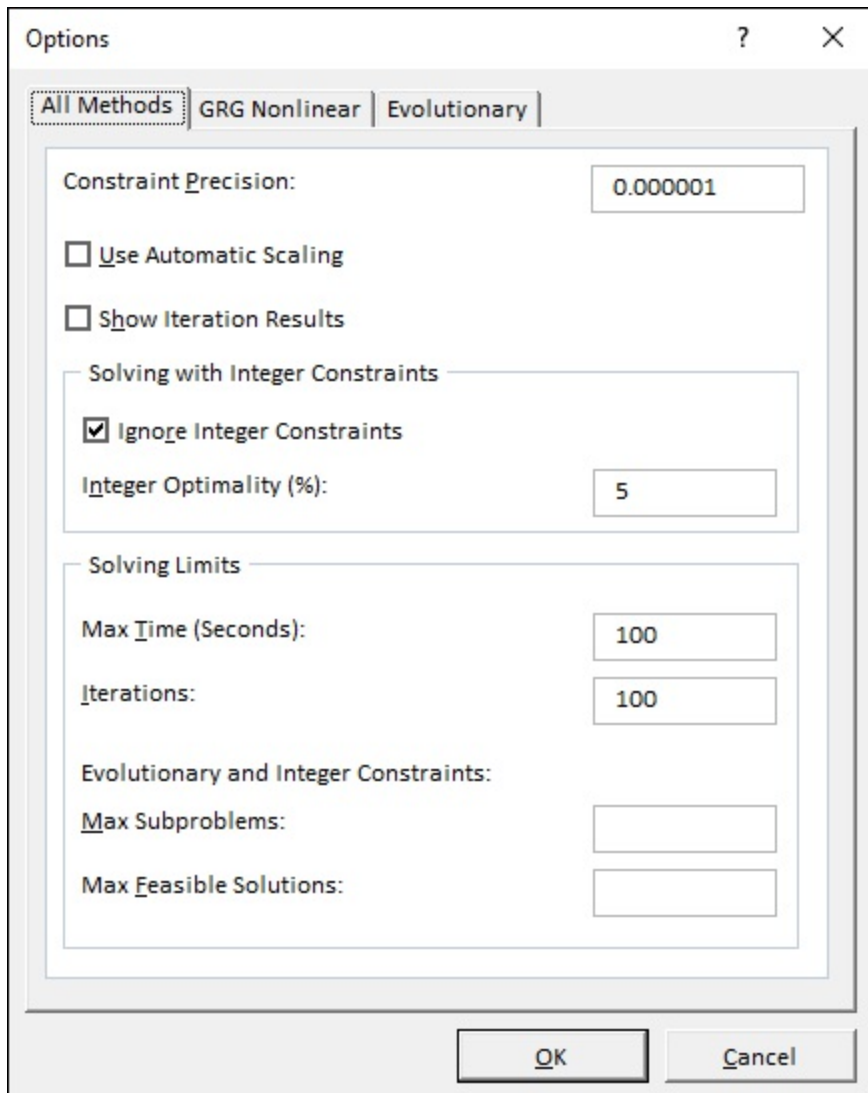 Options ?
All Methods GRG Nonlinear Evolutionary
Constraint Precision: 0.000001
Use Automatic Scaling
Show Iteration Results
Solving with Integer Constraints
Ignore Integer Constraints
Integer Optimality (%): 5
Solving Limits
Max Time (Seconds): 100
Iterations: 100
Evolutionary and Integer Constraints:
Max Subproblems:
Max Feasible Solutions:
OK Cancel